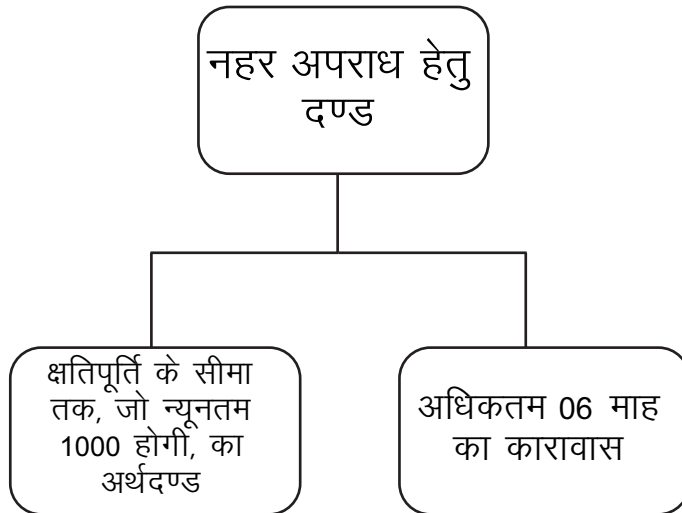 नहर अपराध हेतु
दण्ड
क्षतिपूर्ति के सीमा
तक, जो न्यूनतम
1000 होगी, का
अर्थदण्ड
अधिकतम 06 माह
का कारावास